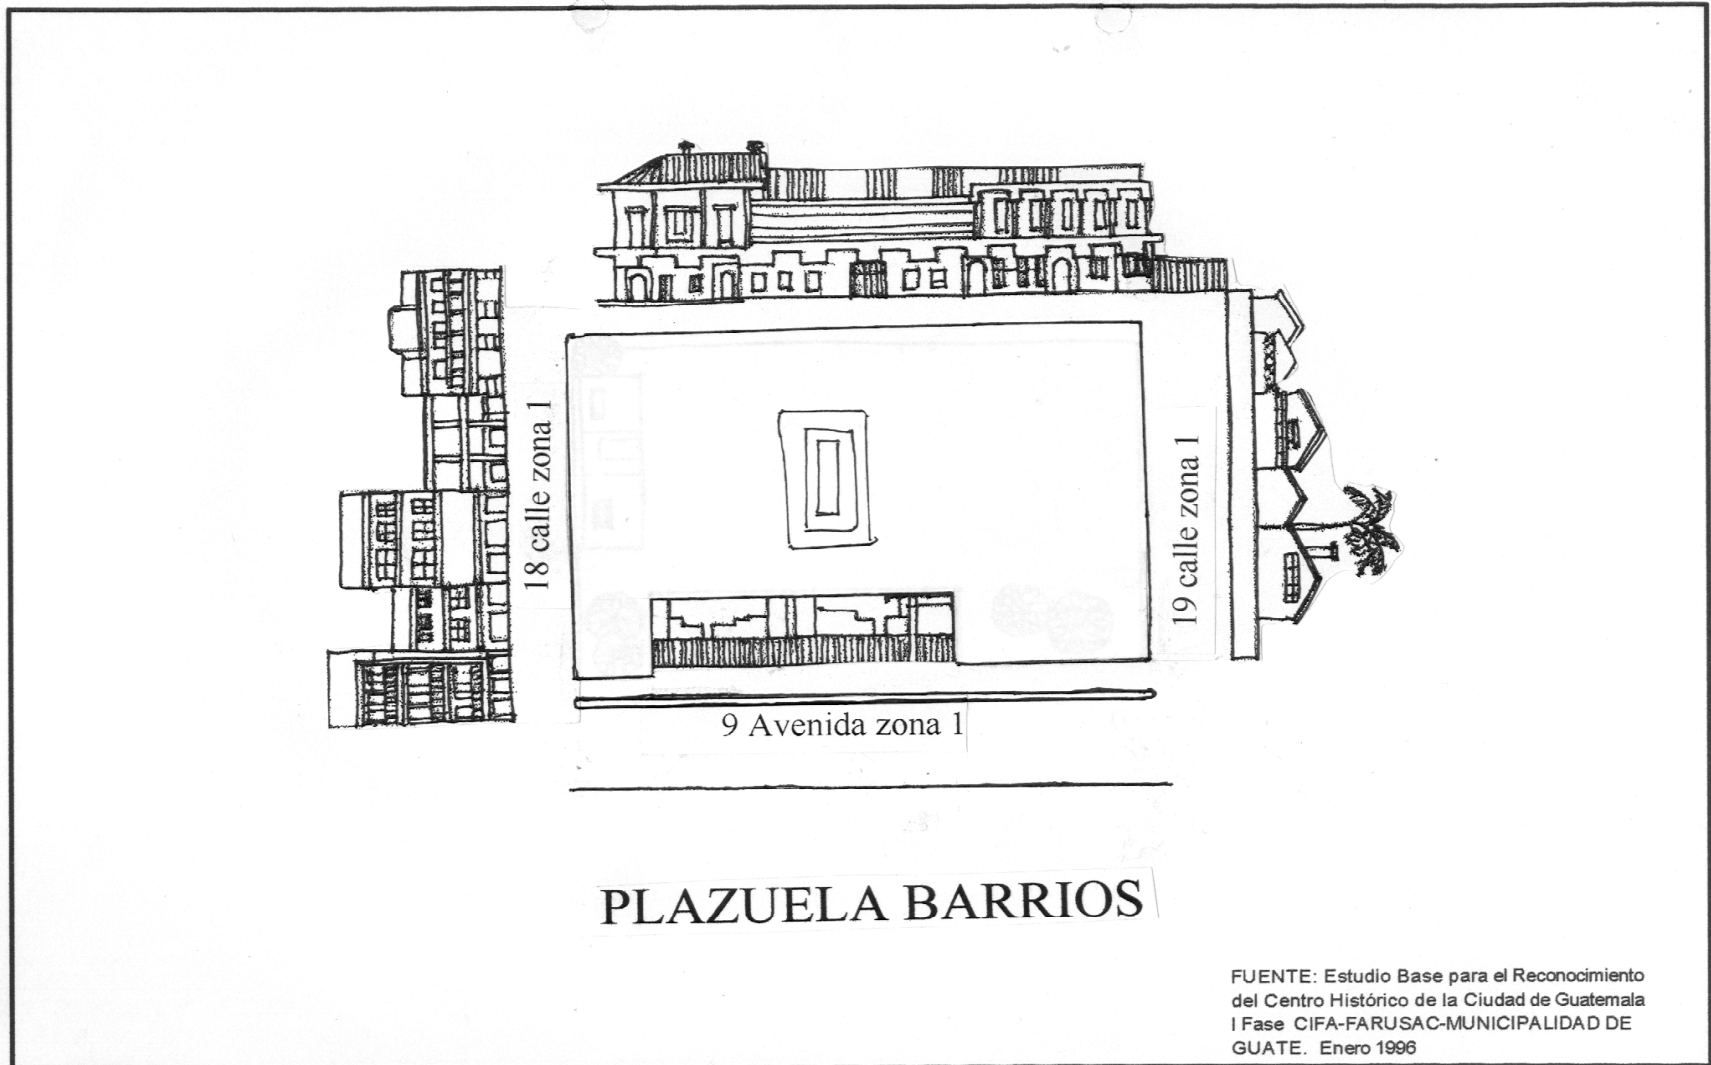 18 calle zona 1
19 calle zona 1
9 Avenida zona 1
PLAZUELA BARRIOS
FUENTE: Estudio Base para el Reconocimiento
del Centro Histórico de la Ciudad de Guatemala
I Fase CIFA-FARUSAC-MUNICIPALIDAD DE
GUATE. Enero 1996